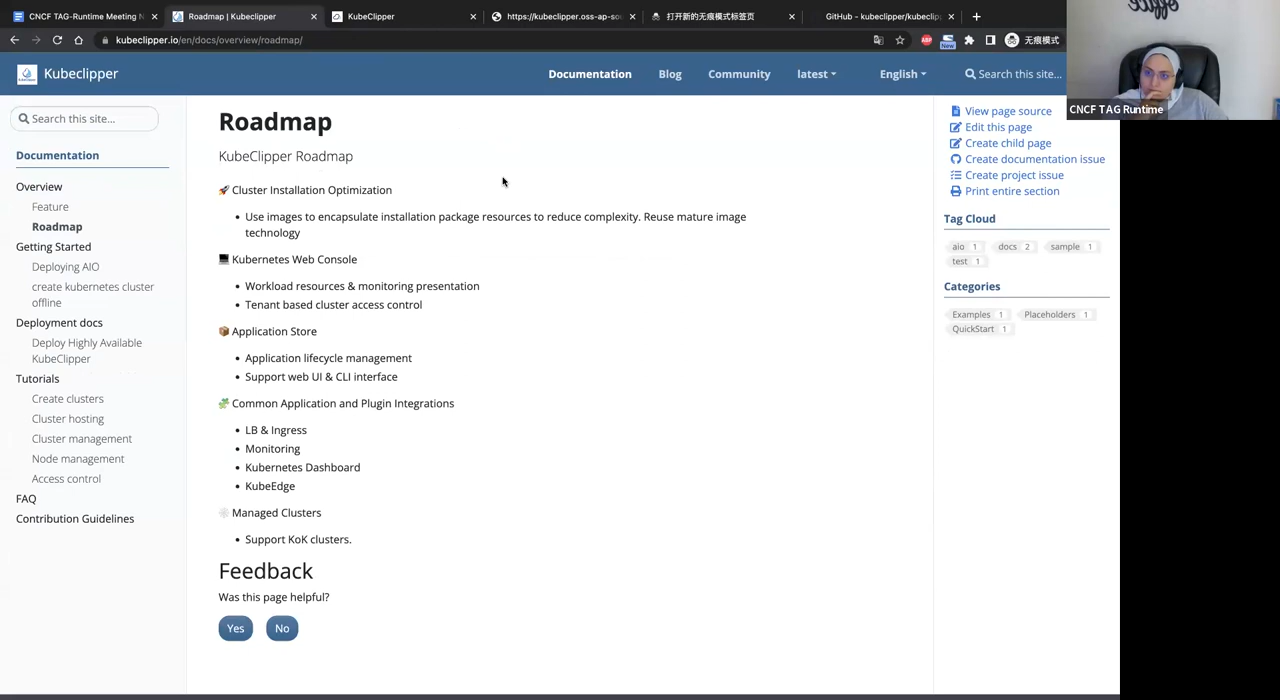 CNCF TAG-Runtime Meeting N
Roadmap | Kubeclipper
KubeClipper
https://kubeclipper.oss-ap-so
打开新的无痕模式标签页
GitHub - kubeclipper/kubeclip
kubeclipper.io/en/docs/overview/roadmap/
ABP
New
无痕模式
Kubeclipper
Documentation
Blog
Community
latest
English
Search this site...
office
CNCF TAG Runtime
Search this site...
Documentation
Overview
Feature
Roadmap
Getting Started
Deploying AIO
create kubernetes cluster
offline
Deployment docs
Deploy Highly Available
KubeClipper
Tutorials
Create clusters
Cluster hosting
Cluster management
Node management
Access control
FAQ
Contribution Guidelines
Roadmap
KubeClipper Roadmap
🚀 Cluster Installation Optimization
• Use images to encapsulate installation package resources to reduce complexity. Reuse mature image
technology
💻 Kubernetes Web Console
• Workload resources & monitoring presentation
• Tenant based cluster access control
📦 Application Store
• Application lifecycle management
• Support web UI & CLI interface
🧩 Common Application and Plugin Integrations
• LB & Ingress
• Monitoring
• Kubernetes Dashboard
• KubeEdge
🕸 Managed Clusters
• Support KoK clusters.
Feedback
Was this page helpful?
Yes
No
View page source
Edit this page
Create child page
Create documentation issue
Create project issue
Print entire section
Tag Cloud
aio 1
docs 2
sample 1
test 1
Categories
Examples 1
Placeholders 1
QuickStart 1